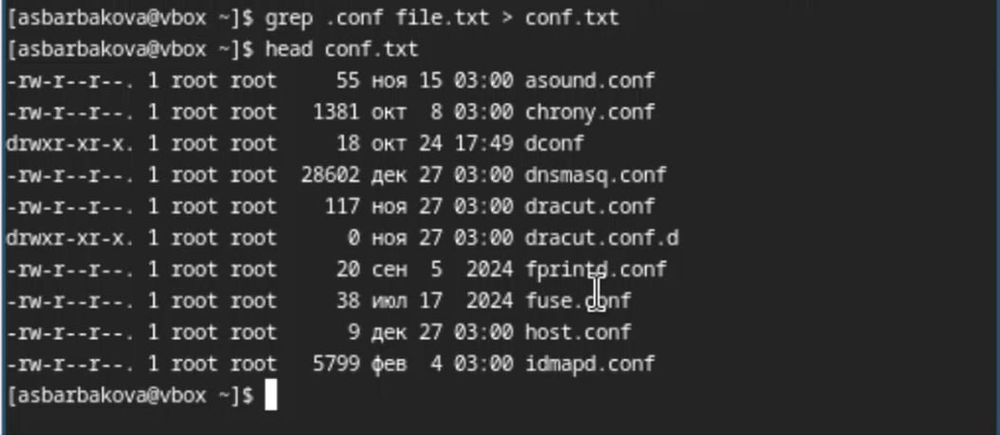 [asbarbakova@vbox ~]$ grep .conf file.txt > conf.txt
[asbarbakova@vbox ~]$ head conf.txt
-rw-r--r--. 1 root root    55 ноя 15 03:00 asound.conf
-rw-r--r--. 1 root root  1381 окт  8 03:00 chrony.conf
drwxr-xr-x. 1 root root    18 окт 24 17:49 dconf
-rw-r--r--. 1 root root 28602 дек 27 03:00 dnsmasq.conf
-rw-r--r--. 1 root root   117 ноя 27 03:00 dracut.conf
drwxr-xr-x. 1 root root     0 ноя 27 03:00 dracut.conf.d
-rw-r--r--. 1 root root    20 сен  5  2024 fprintd.conf
-rw-r--r--. 1 root root    38 июл 17  2024 fuse.conf
-rw-r--r--. 1 root root     9 дек 27 03:00 host.conf
-rw-r--r--. 1 root root  5799 фев  4 03:00 idmapd.conf
[asbarbakova@vbox ~]$